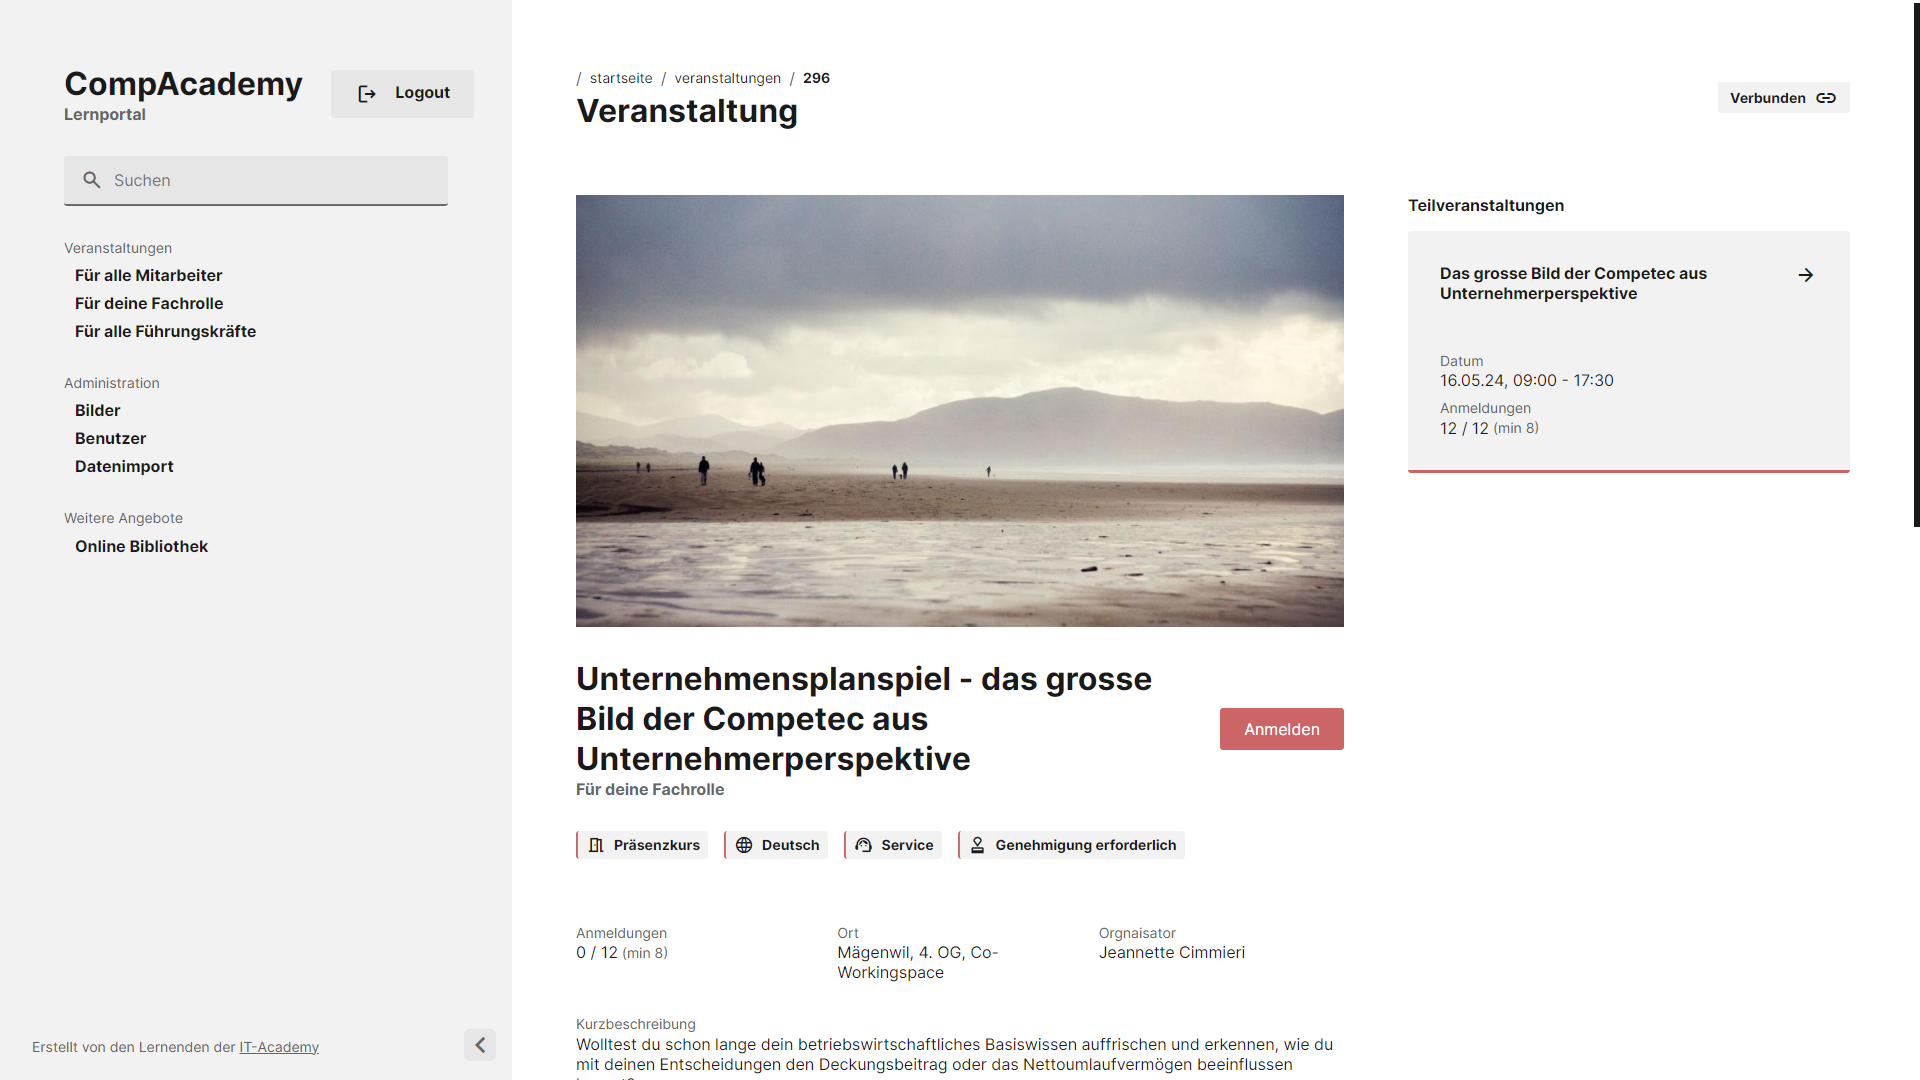 CompAcademy
Lernportal
Logout
Suchen
Veranstaltungen
Für alle Mitarbeiter
Für deine Fachrolle
Für alle Führungskräfte
Administration
Bilder
Benutzer
Datenimport
Weitere Angebote
Online Bibliothek
Erstellt von den Lernenden der IT-Academy
/ startseite / veranstaltungen / 296
Veranstaltung
Verbunden
Unternehmensplanspiel - das grosse
Bild der Competec aus
Unternehmerperspektive
Für deine Fachrolle
Anmelden
Präsenzkurs
Deutsch
Service
Genehmigung erforderlich
Anmeldungen
0 / 12 (min 8)
Ort
Mägenwil, 4. OG, Co-
Workingspace
Orgnaisator
Jeannette Cimmieri
Kurzbeschreibung
Wolltest du schon lange dein betriebswirtschaftliches Basiswissen auffrischen und erkennen, wie du
mit deinen Entscheidungen den Deckungsbeitrag oder das Nettoumlaufvermögen beeinflussen
Teilveranstaltungen
Das grosse Bild der Competec aus
Unternehmerperspektive
Datum
16.05.24, 09:00 - 17:30
Anmeldungen
12 / 12 (min 8)